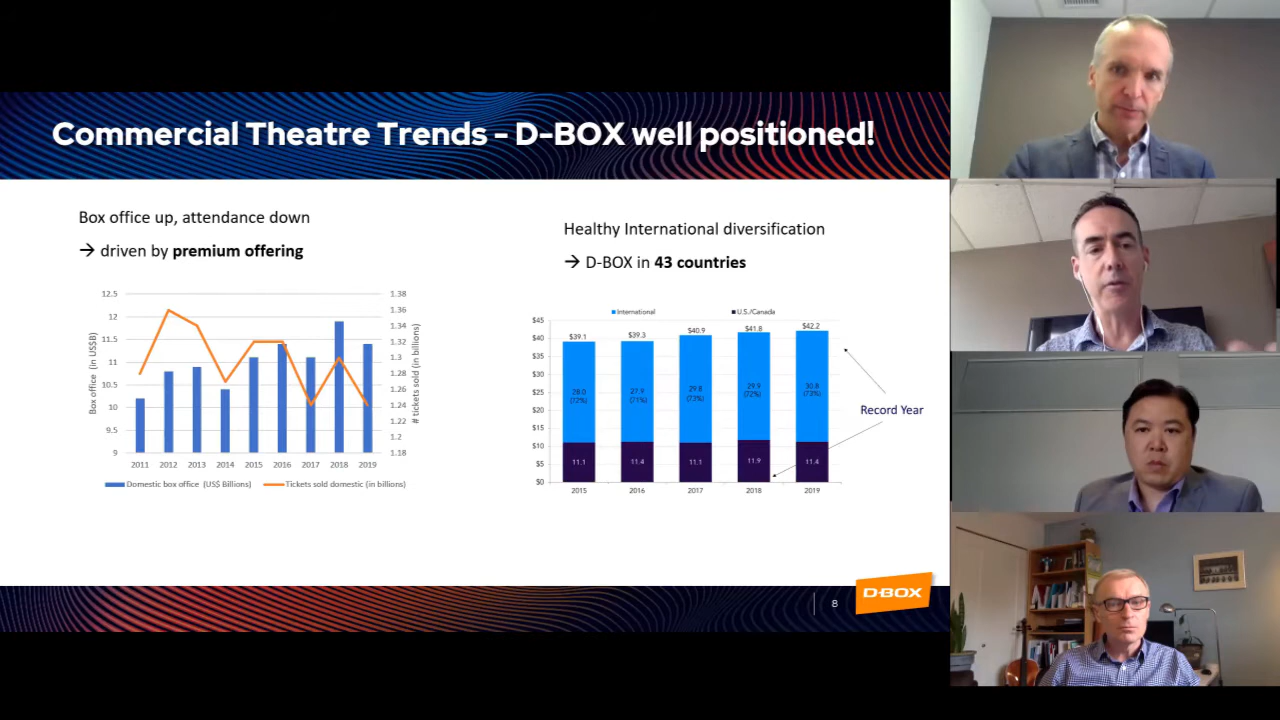 Commercial Theatre Trends - D-BOX well positioned!
Box office up, attendance down
→ driven by premium offering
12.5
12
11.5
11
10.5
10
9.5
9
Box office (in US$B)
1.38
1.36
1.34
1.32
1.3
1.28
1.26
1.24
1.22
1.2
1.18
# tickets sold (in billions)
2011 2012 2013 2014 2015 2016 2017 2018 2019
Domestic box office (US$ Billions) Tickets sold domestic (in billions)
Healthy International diversification
→ D-BOX in 43 countries
International U.S./Canada
$45
$40
$35
$30
$25
$20
$15
$10
$5
$0
$39.1 $39.3 $40.9 $41.8 $42.2
28.0 27.9 29.8 29.9 30.8
(72%) (71%) (73%) (72%) (73%)
11.1 11.4 11.1 11.9 11.4
2015 2016 2017 2018 2019
Record Year
8
D-BOX